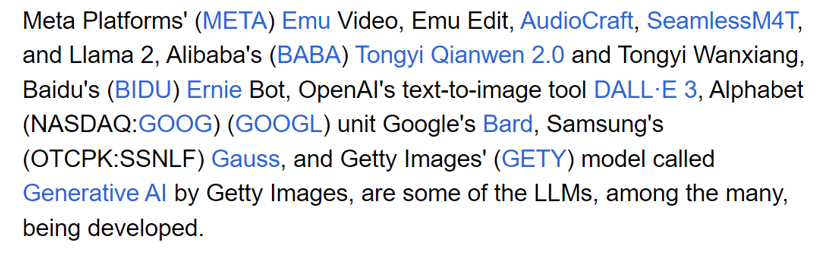 Meta Platforms' (META) Emu Video, Emu Edit, AudioCraft, SeamlessM4T,
and Llama 2, Alibaba's (BABA) Tongyi Qianwen 2.0 and Tongyi Wanxiang,
Baidu's (BIDU) Ernie Bot, OpenAI's text-to-image tool DALL·E 3, Alphabet
(NASDAQ:GOOG) (GOOGL) unit Google's Bard, Samsung's
(OTCPK:SSNLF) Gauss, and Getty Images' (GETY) model called
Generative AI by Getty Images, are some of the LLMs, among the many,
being developed.